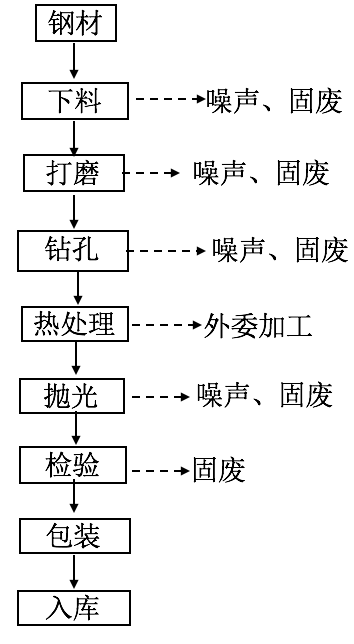 钢材
下料 噪声、固废
打磨 噪声、固废
钻孔 噪声、固废
热处理 外委加工
抛光 噪声、固废
检验 固废
包装
入库